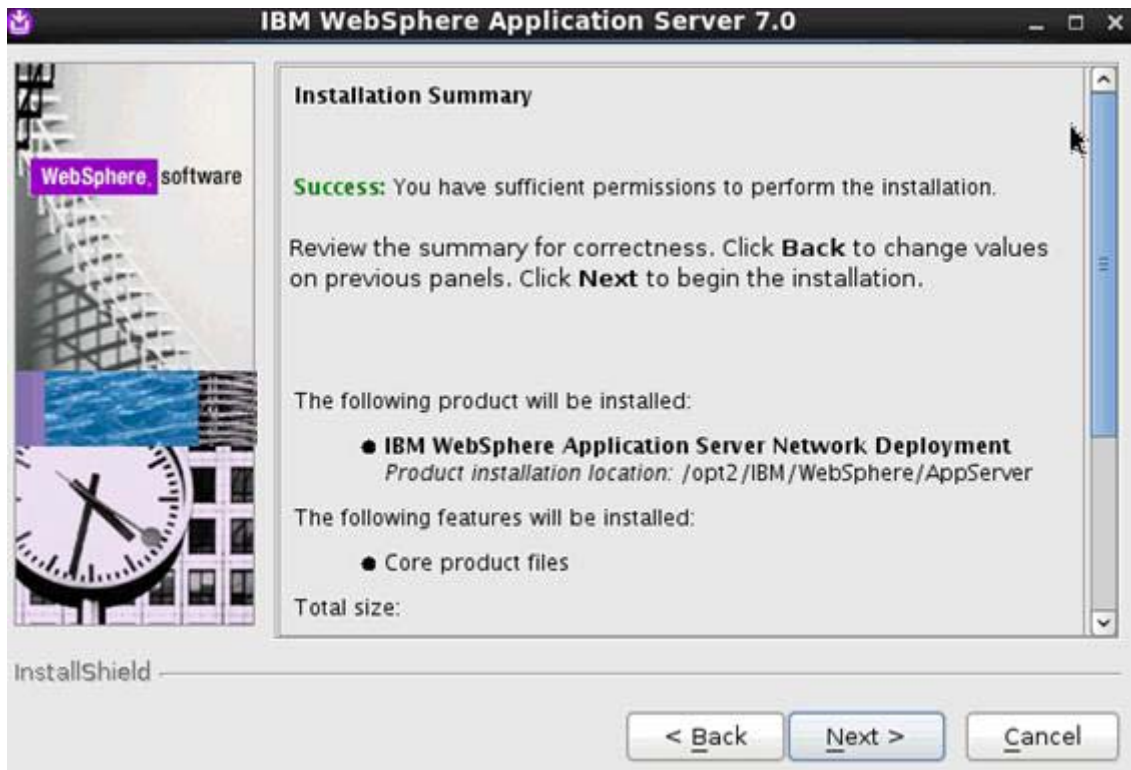 IBM WebSphere Application Server 7.0
WebSphere. software
Installation Summary
Success: You have sufficient permissions to perform the installation.
Review the summary for correctness. Click Back to change values
on previous panels. Click Next to begin the installation.
The following product will be installed:
● IBM WebSphere Application Server Network Deployment
Product installation location: /opt2/IBM/WebSphere/AppServer
The following features will be installed:
● Core product files
Total size:
InstallShield
< Back
Next >
Cancel